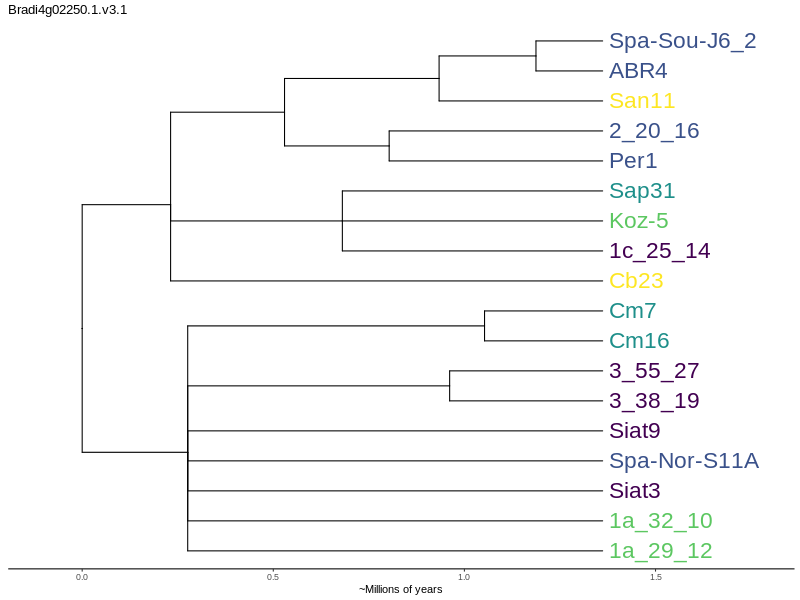 Bradi4g02250.1.v3.1
Spa-Sou-J6_2
ABR4
San11
2_20_16
Per1
Sap31
Koz-5
1c_25_14
Cb23
Cm7
Cm16
3_55_27
3_38_19
Siat9
Spa-Nor-S11A
Siat3
1a_32_10
1a_29_12
0.0 0.5 1.0 1.5
~Millions of years